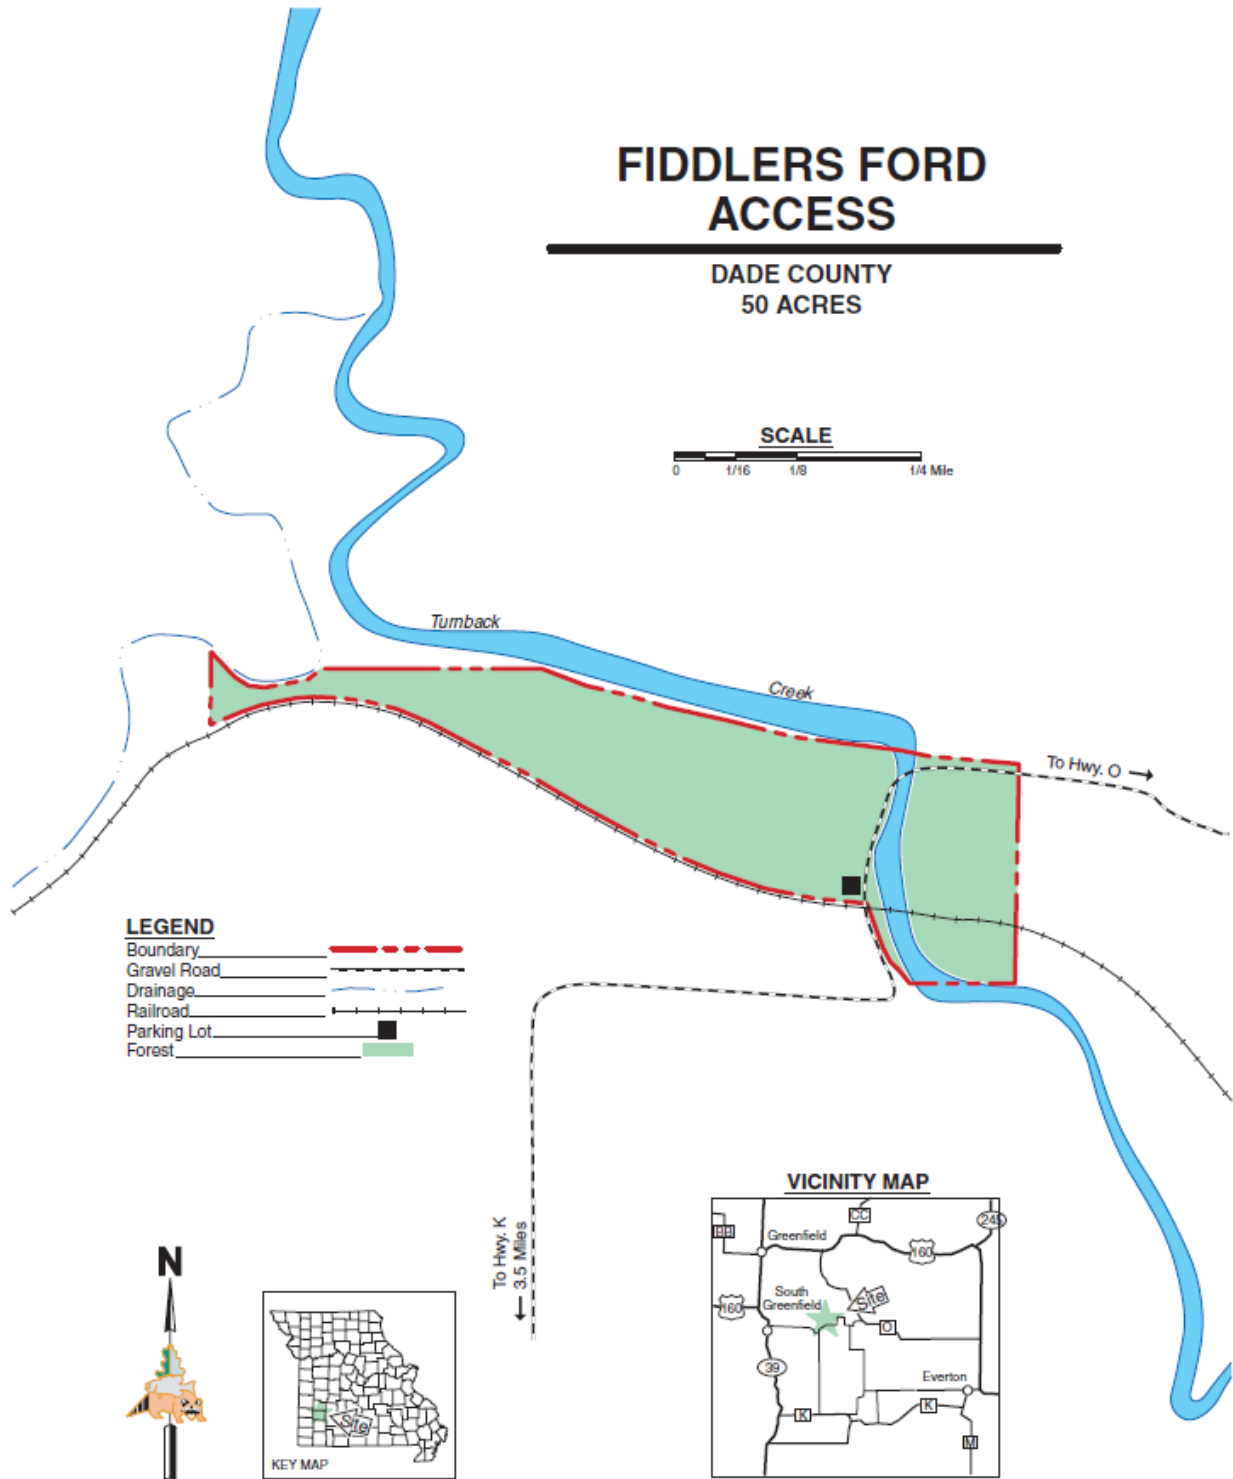 FIDDLERS FORD
ACCESS
DADE COUNTY
50 ACRES
SCALE
0 1/16 1/8 1/4 Mile
Turnback
Creek
To Hwy. O
LEGEND
Boundary
Gravel Road
Drainage
Railroad
Parking Lot
Forest
To Hwy. K
3.5 Miles
N
KEY MAP
Site
VICINITY MAP
BB
CC
245
Greenfield
160
160
South
Greenfield
Site
O
39
Everton
K
K
M